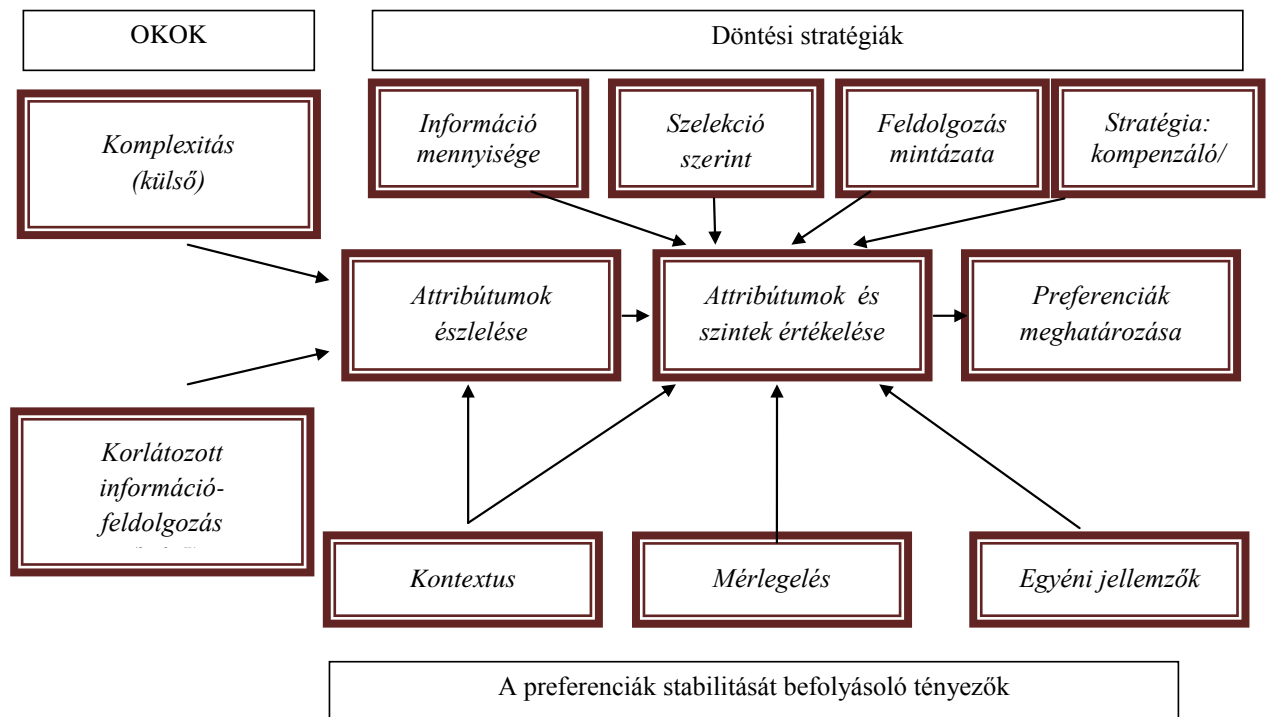 OKOK
Döntési stratégiák
Komplexitás
(külső)
Információ
mennyisége
Szelekció
szerint
Feldolgozás
mintázata
Stratégia:
kompenzáló/
Attribútumok
észlelése
Attribútumok és
szintek értékelése
Preferenciák
meghatározása
Korlátozott
információ-
feldolgozás
Kontextus
Mérlegelés
Egyéni jellemzők
A preferenciák stabilitását befolyásoló tényezők